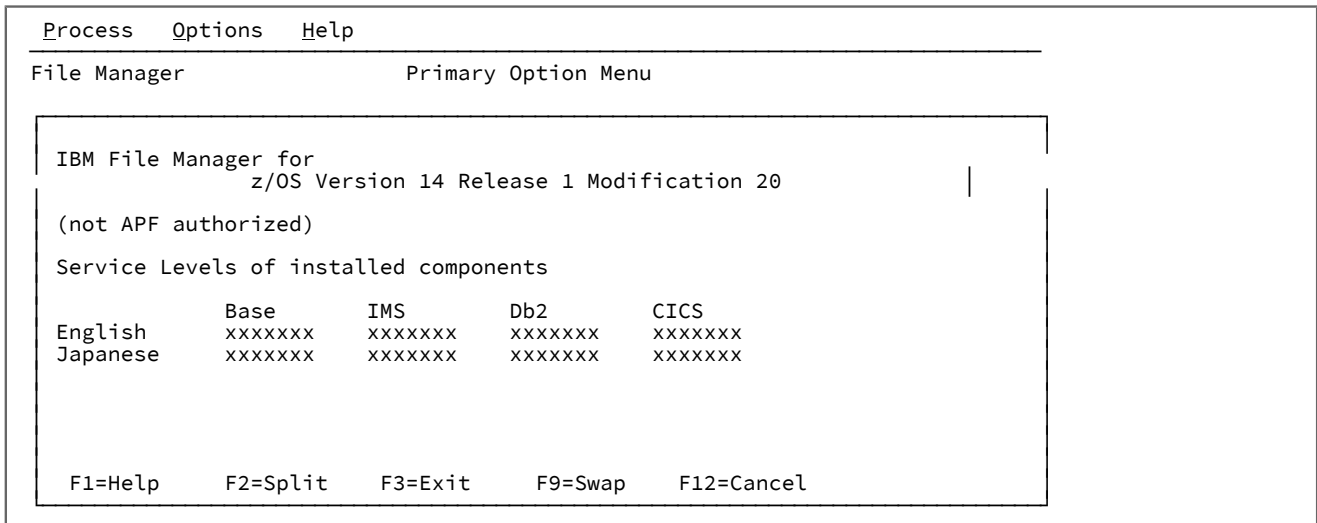 Process Options Help
File Manager Primary Option Menu
IBM File Manager for
z/OS Version 14 Release 1 Modification 20
(not APF authorized)
Service Levels of installed components
Base IMS Db2 CICS
English xxxxxxx xxxxxxx xxxxxxx xxxxxxx
Japanese xxxxxxx xxxxxxx xxxxxxx xxxxxxx
F1=Help F2=Split F3=Exit F9=Swap F12=Cancel